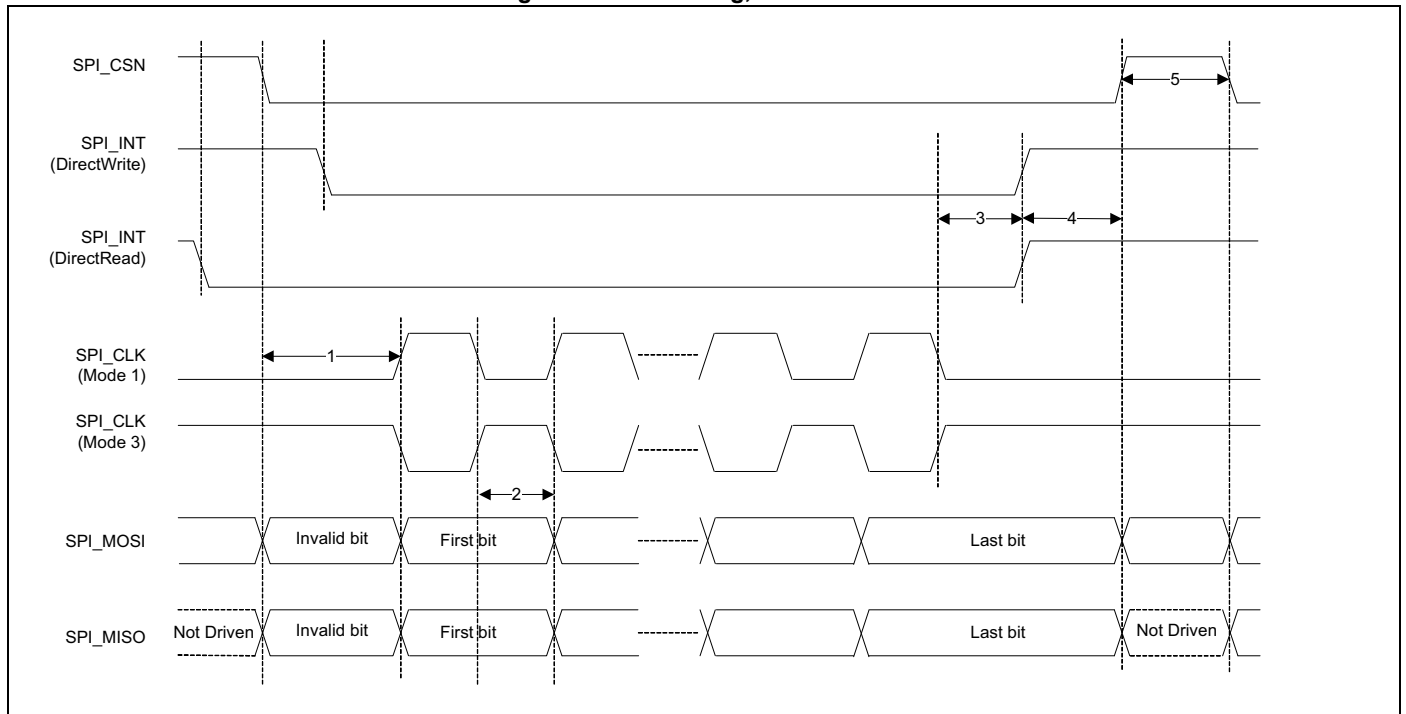 SPI_CSN
5
SPI_INT
(DirectWrite)
3
4
SPI_INT
(DirectRead)
SPI_CLK
(Mode 1)
1
SPI_CLK
(Mode 3)
2
SPI_MOSI
Invalid bit
First bit
Last bit
SPI_MISO
Not Driven
Invalid bit
First bit
Last bit
Not Driven